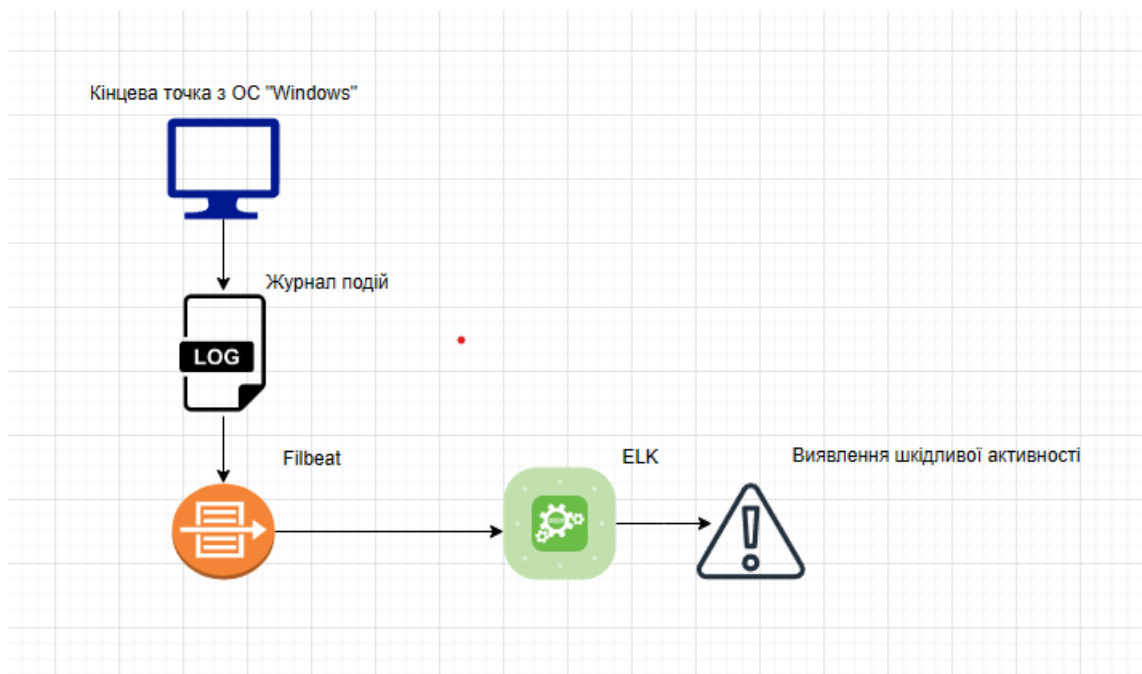 Кінцева точка з ОС "Windows"
Журнал подій
LOG
Filbeat
ELK
Виявлення шкідливої активності